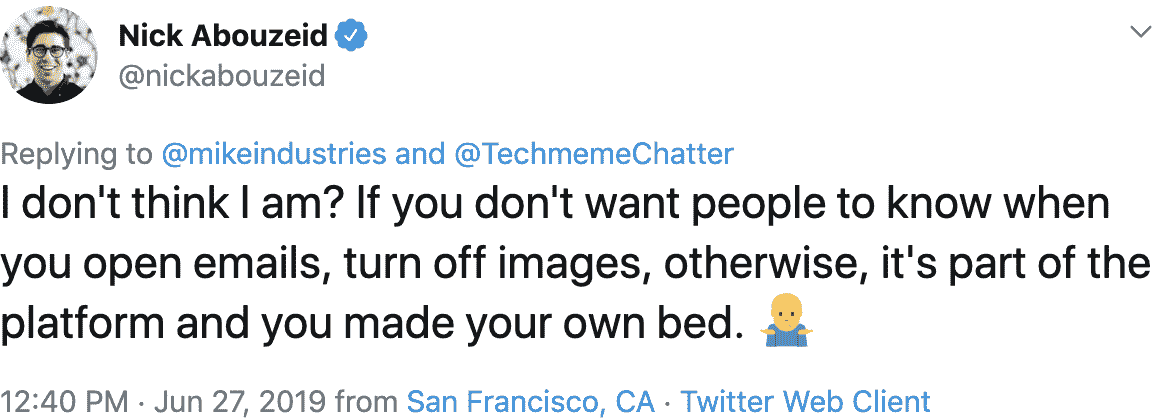 Nick Abouzeid
@nickabouzeid
Replying to @mikeindustries and @TechmemeChatter
I don't think I am? If you don't want people to know when
you open emails, turn off images, otherwise, it's part of the
platform and you made your own bed. 🤷‍♂️
12:40 PM · Jun 27, 2019 from San Francisco, CA · Twitter Web Client